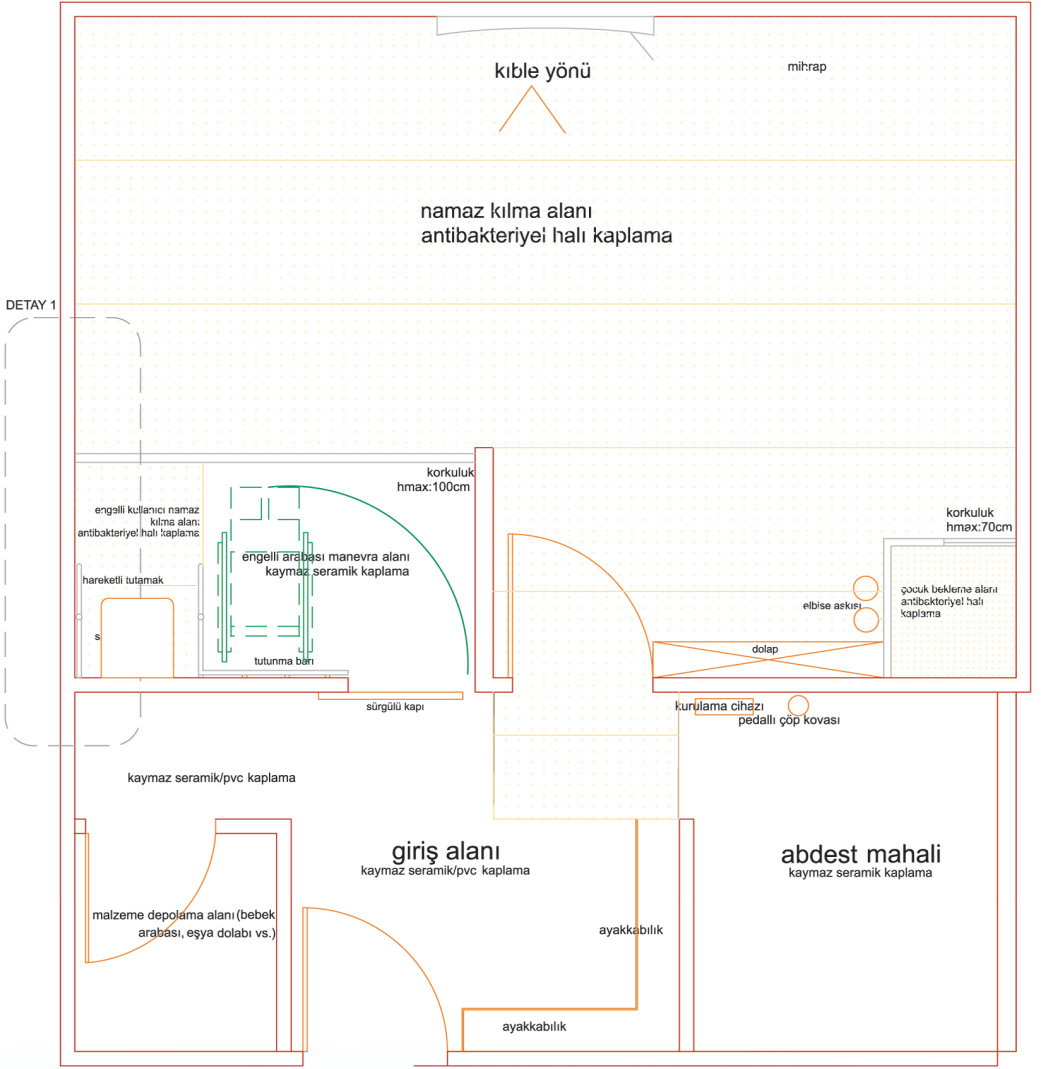 kıble yönü
mihrap
namaz kılma alanı
antibakteriyel halı kaplama
DETAY 1
korkuluk
hmax:100cm
engelli kullanıcı namaz
kılma alanı
antibakteriyel halı kaplama
engelli arabası manevra alanı
kaymaz seramik kaplama
hareketli tutamak
s
tutunma barı
korkuluk
hmax:70cm
çocuk bekleme alanı
antibakteriyel halı
kaplama
elbise askısı
dolap
sürgülü kapı
kurulama cihazı
pedallı çöp kovası
kaymaz seramik/pvc kaplama
giriş alanı
kaymaz seramik/pvc kaplama
abdest mahali
kaymaz seramik kaplama
malzeme depolama alanı(bebek
arabası, eşya dolabı vs.)
ayakkabılık
ayakkabılık